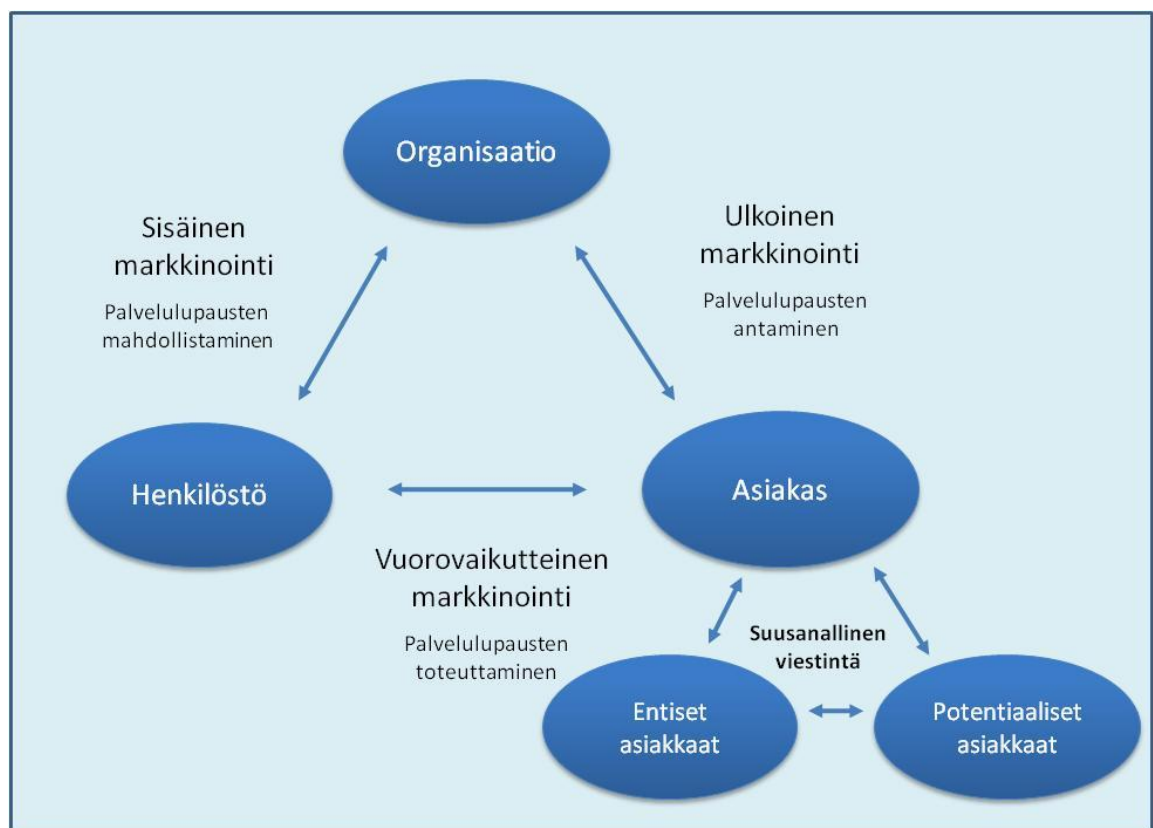 Organisaatio
Sisäinen
markkinointi
Palvelulupausten
mahdollistaminen
Ulkoinen
markkinointi
Palvelulupausten
antaminen
Henkilöstö
Asiakas
Vuorovaikutteinen
markkinointi
Palvelulupausten
toteuttaminen
Suusanallinen
viestintä
Entiset
asiakkaat
Potentiaaliset
asiakkaat